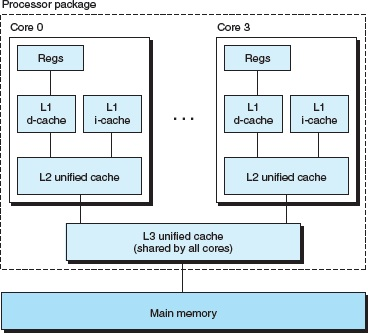 Processor package
Core 0
Core 3
Regs
Regs
L1
d-cache
L1
i-cache
...
L1
d-cache
L1
i-cache
L2 unified cache
L2 unified cache
L3 unified cache
(shared by all cores)
Main memory